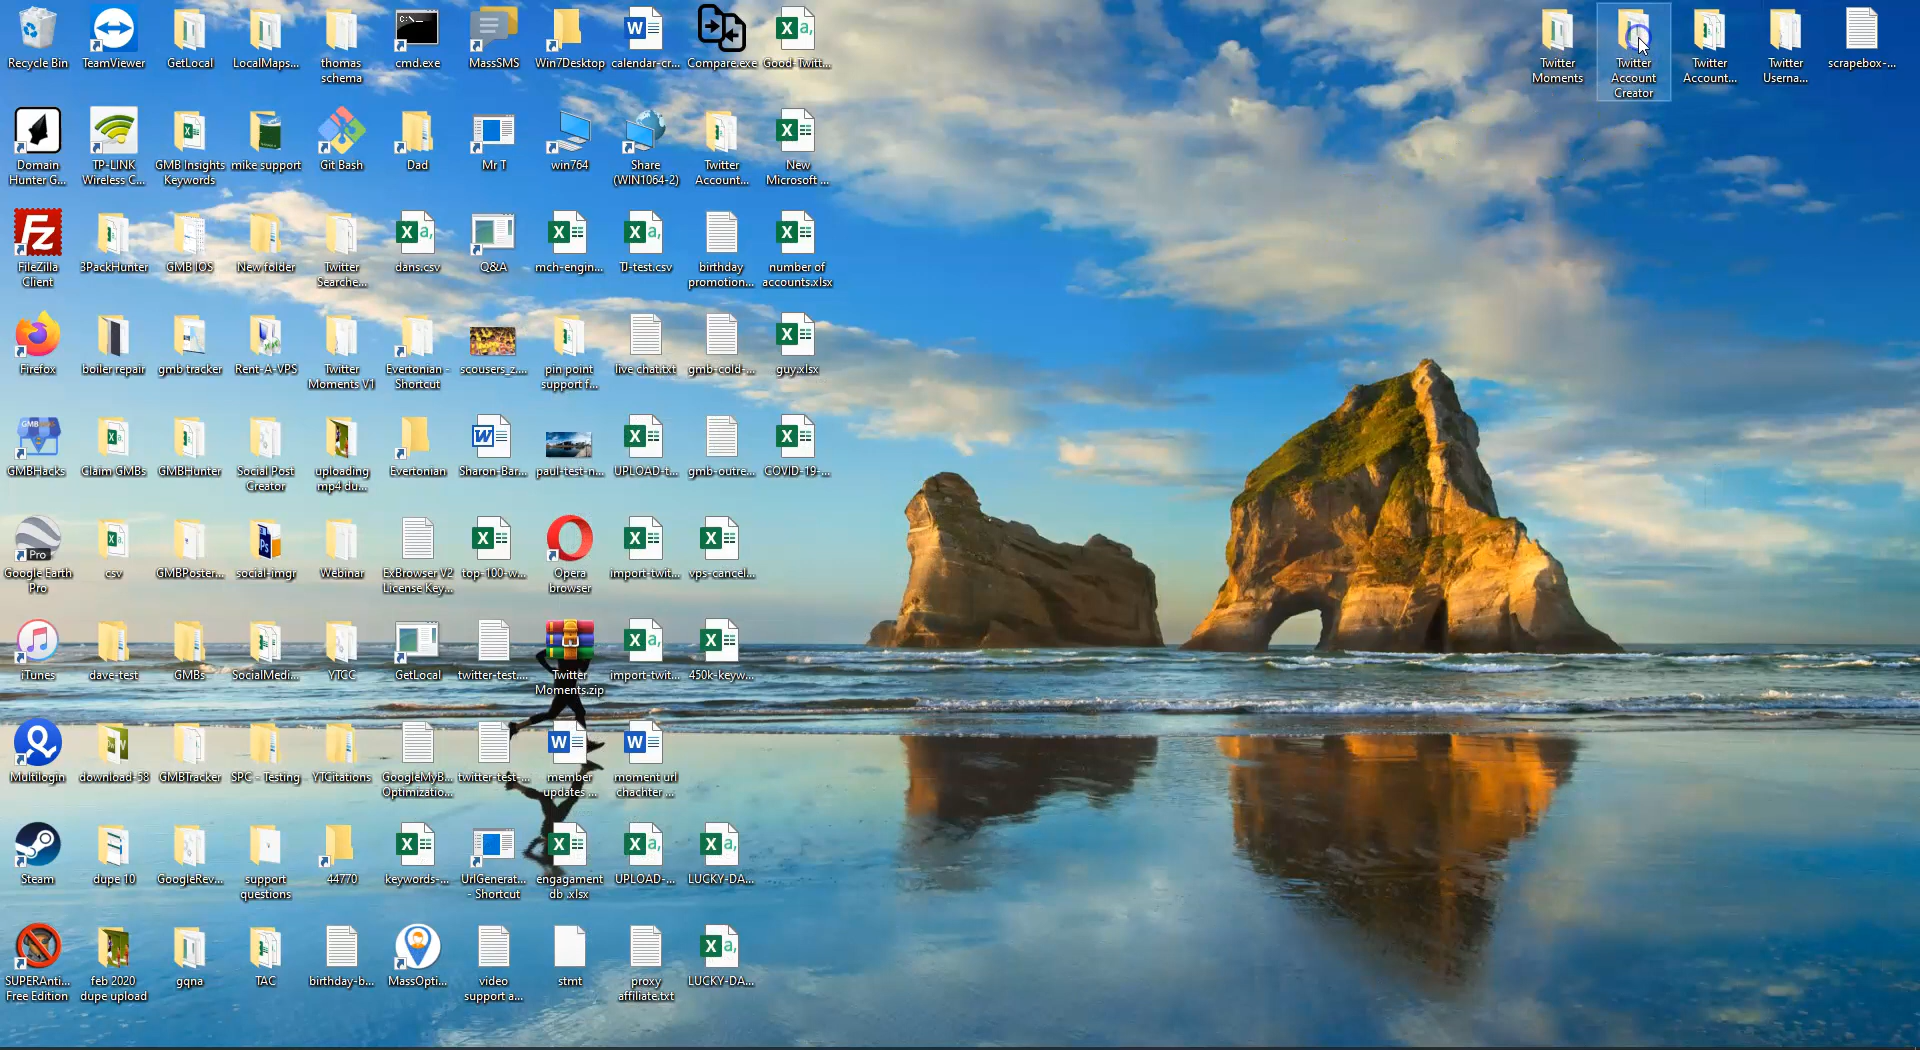 Recycle Bin
TeamViewer
GetLocal
LocalMaps...
thomas
schema
cmd.exe
MassSMS
Win7Desktop
calendar-cr...
Compare.exe
Good-Twitt...
Twitter
Moments
Twitter
Account
Creator
Twitter
Account...
Twitter
Userna...
scrapebox-...
Domain
Hunter G...
TP-LINK
Wireless C...
GMB Insights
Keywords
mike support
Git Bash
Dad
Mr T
win764
Share
(WIN1064-2)
Twitter
Account...
New
Microsoft ...
FileZilla
Client
3PackHunter
GMB IOS
New folder
Twitter
Searche...
dans.csv
Q&A
mch-engin...
TJ-test.csv
birthday
promotion...
number of
accounts.xlsx
Firefox
boiler repair
gmb tracker
Rent-A-VPS
Twitter
Moments V1
Evertonian -
Shortcut
scousers_z....
pin point
support f...
live chat.txt
gmb-cold-...
guy.xlsx
GMBHacks
Claim GMBs
GMBHunter
Social Post
Creator
uploading
mp4 du...
Evertonian
Sharon-Bar...
paul-test-n...
UPLOAD-t...
gmb-outre...
COVID-19-...
Google Earth
Pro
csv
GMBPoster...
social-imgr
Webinar
ExBrowser V2
License Key...
top-100-w...
Opera
browser
import-twit...
vps-cancel...
iTunes
dave-test
GMBs
SocialMedi...
YTCC
GetLocal
twitter-test....
Twitter
Moments.zip
import-twit...
450k-keyw...
Multilogin
download-58
GMBTracker
SPC - Testing
YTCitations
GoogleMyB...
Optimizatio...
twitter-test-...
member
updates ...
moment url
chachter ...
Steam
dupe 10
GoogleRev...
support
questions
44770
keywords-...
UrlGenerat...
- Shortcut
engagament
db .xlsx
UPLOAD-...
LUCKY-DA...
SUPERAnti...
Free Edition
feb 2020
dupe upload
gqna
TAC
birthday-b...
MassOpti...
video
support a...
stmt
proxy
affiliate.txt
LUCKY-DA...